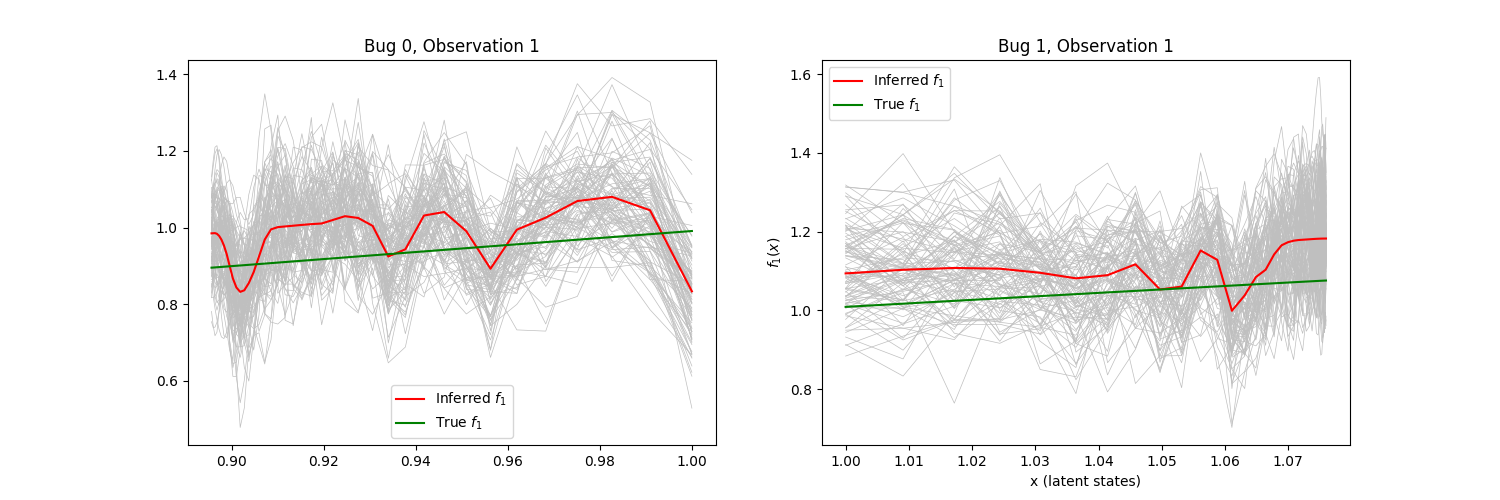 Bug 0, Observation 1
1.4
1.2
1.0
0.8
0.6
Inferred f₁
True f₁
0.90 0.92 0.94 0.96 0.98 1.00
Bug 1, Observation 1
Inferred f₁
True f₁
1.6
1.4
1.2
1.0
0.8
f₁(x)
1.00 1.01 1.02 1.03 1.04 1.05 1.06 1.07
x (latent states)